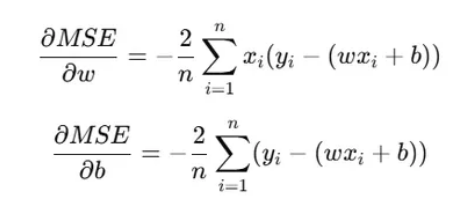 ∂MSE/∂w = −2/n ∑_{i=1}^{n} x_i(y_i − (wx_i + b))
∂MSE/∂b = −2/n ∑_{i=1}^{n} (y_i − (wx_i + b))